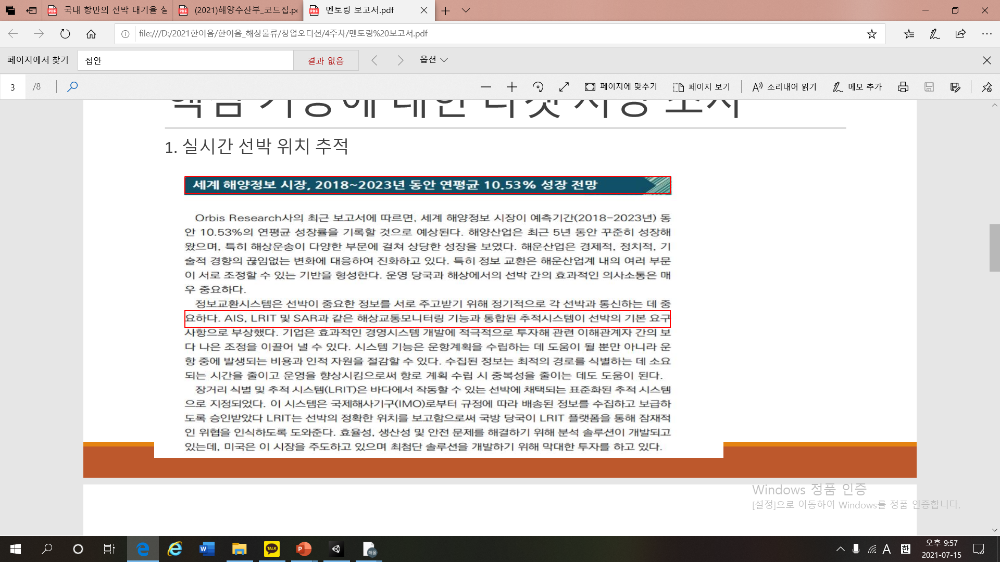 국내 항만의 선박 대기율 실
(2021)해양수산부_코드집.pd
멘토링 보고서.pdf
file:///D:/2021한이음/한이음_해상물류/창업오디션/4주차/멘토링%20보고서.pdf
페이지에서 찾기
접안
결과 없음
옵션
3
/8
페이지에 맞추기
페이지 보기
소리내어 읽기
메모 추가
핵심 기능에 대한 타겟 시장 조사
1. 실시간 선박 위치 추적
세계 해양정보 시장, 2018~2023년 동안 연평균 10.53% 성장 전망
Orbis Research사의 최근 보고서에 따르면, 세계 해양정보 시장이 예측기간(2018-2023년) 동
안 10.53%의 연평균 성장률을 기록할 것으로 예상된다. 해양산업은 최근 5년 동안 꾸준히 성장해
왔으며, 특히 해상운송이 다양한 부문에 걸쳐 상당한 성장을 보였다. 해운산업은 경제적, 정치적, 기
술적 경향의 끊임없는 변화에 대응하여 진화하고 있다. 특히 정보 교환은 해운산업계 내의 여러 부문
이 서로 조정할 수 있는 기반을 형성한다. 운영 당국과 해상에서의 선박 간의 효과적인 의사소통은 매
우 중요하다.
정보교환시스템은 선박이 중요한 정보를 서로 주고받기 위해 정기적으로 각 선박과 통신하는 데 중
요하다. AIS, LRIT 및 SAR과 같은 해상교통모니터링 기능과 통합된 추적시스템이 선박의 기본 요구
사항으로 부상했다. 기업은 효과적인 경영시스템 개발에 적극적으로 투자해 관련 이해관계자 간의 보
다 나은 조정을 이끌어 낼 수 있다. 시스템 기능은 운항계획을 수립하는 데 도움이 될 뿐만 아니라 운
항 중에 발생되는 비용과 인적 자원을 절감할 수 있다. 수집된 정보는 최적의 경로를 식별하는 데 소요
되는 시간을 줄이고 운영을 향상시킴으로써 항로 계획 수립 시 중복성을 줄이는 데도 도움이 된다.
장거리 식별 및 추적 시스템(LRIT)은 바다에서 작동할 수 있는 선박에 채택되는 표준화된 추적 시스템
으로 지정되었다. 이 시스템은 국제해사기구(IMO)로부터 규정에 따라 배송된 정보를 수집하고 보급하
도록 승인받았다 LRIT는 선박의 정확한 위치를 보고함으로써 국방 당국이 LRIT 플랫폼을 통해 잠재적
인 위협을 인식하도록 도와준다. 효율성, 생산성 및 안전 문제를 해결하기 위해 분석 솔루션이 개발되고
있는데, 미국은 이 시장을 주도하고 있으며 최첨단 솔루션을 개발하기 위해 막대한 투자를 하고 있다.
Windows 정품 인증
[설정]으로 이동하여 Windows를 정품 인증합니다.
TALK
A
한
오후 9:57
2021-07-15